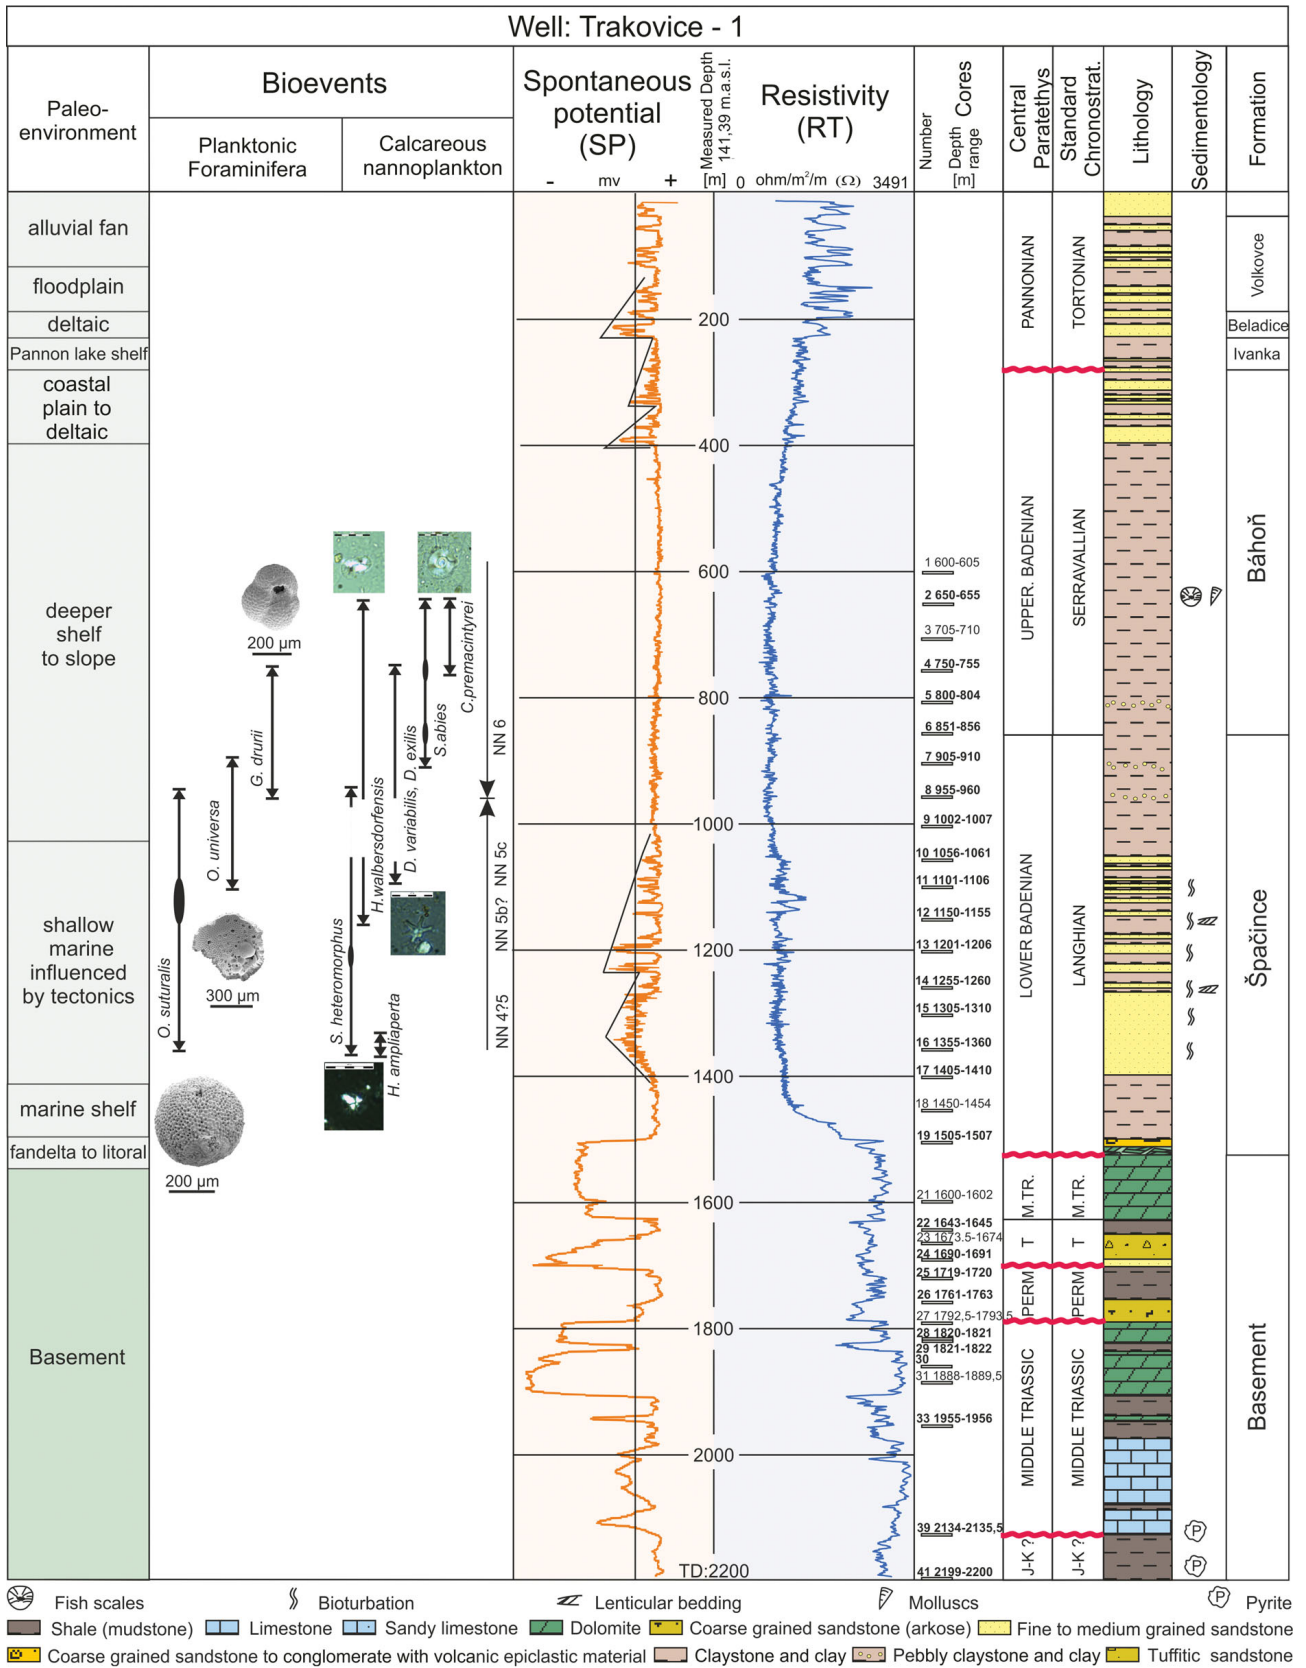 Well: Trakovice - 1
Paleo-
environment
Bioevents
Planktonic
Foraminifera
Calcareous
nannoplankton
Spontaneous
potential
(SP)
- mv +
Measured Depth
141,39 m.a.s.l.
[m]
Resistivity
(RT)
0 ohm/m²/m (Ω) 3491
Cores
Number
Depth
range
[m]
Central
Paratethys
Standard
Chronostrat.
Lithology
Sedimentology
Formation
alluvial fan
floodplain
deltaic
Pannon lake shelf
coastal
plain to
deltaic
deeper
shelf
to slope
shallow
marine
influenced
by tectonics
marine shelf
fandelta to litoral
Basement
200 µm
300 µm
200 µm
O. suturalis
O. universa
G. drurii
S. heteromorphus
H.walbersdorfensis
H. ampliaperta
D. variabilis, D. exilis
S.abies
C.premacintyrei
NN 6
NN 5c
NN 5b?
NN 4?5
200
400
600
800
1000
1200
1400
1600
1800
2000
TD:2200
1 600-605
2 650-655
3 705-710
4 750-755
5 800-804
6 851-856
7 905-910
8 955-960
9 1002-1007
10 1056-1061
11 1101-1106
12 1150-1155
13 1201-1206
14 1255-1260
15 1305-1310
16 1355-1360
17 1405-1410
18 1450-1454
19 1505-1507
21 1600-1602
22 1643-1645
23 1673.5-1674
24 1690-1691
25 1719-1720
26 1761-1763
27 1792,5-1793,5
28 1820-1821
29 1821-1822
30
31 1888-1889,5
33 1955-1956
39 2134-2135,5
41 2199-2200
PANNONIAN
UPPER. BADENIAN
LOWER BADENIAN
M.TR.
T
PERM
MIDDLE TRIASSIC
J-K ?
TORTONIAN
SERRAVALLIAN
LANGHIAN
M.TR.
T
PERM
MIDDLE TRIASSIC
J-K ?
P
P
Volkovce
Beladice
Ivanka
Báhoň
Špačince
Basement
Fish scales Bioturbation Lenticular bedding Molluscs P Pyrite
Shale (mudstone) Limestone Sandy limestone Dolomite Coarse grained sandstone (arkose) Fine to medium grained sandstone
Coarse grained sandstone to conglomerate with volcanic epiclastic material Claystone and clay Pebbly claystone and clay Tuffitic sandstone